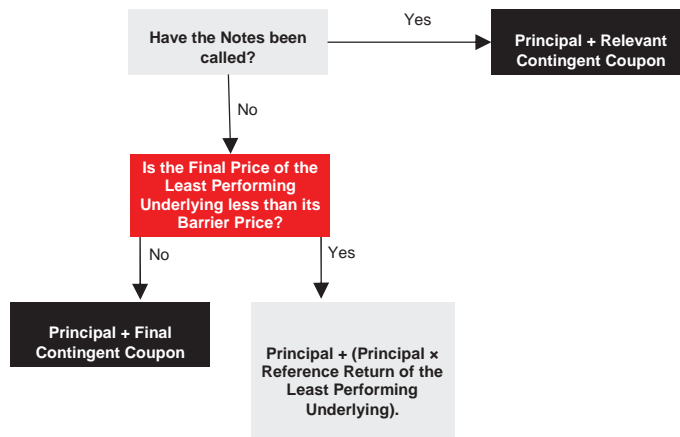 Have the Notes been
called?
Yes
Principal + Relevant
Contingent Coupon
No
Is the Final Price of the
Least Performing
Underlying less than its
Barrier Price?
No
Yes
Principal + Final
Contingent Coupon
Principal + (Principal ×
Reference Return of the
Least Performing
Underlying).